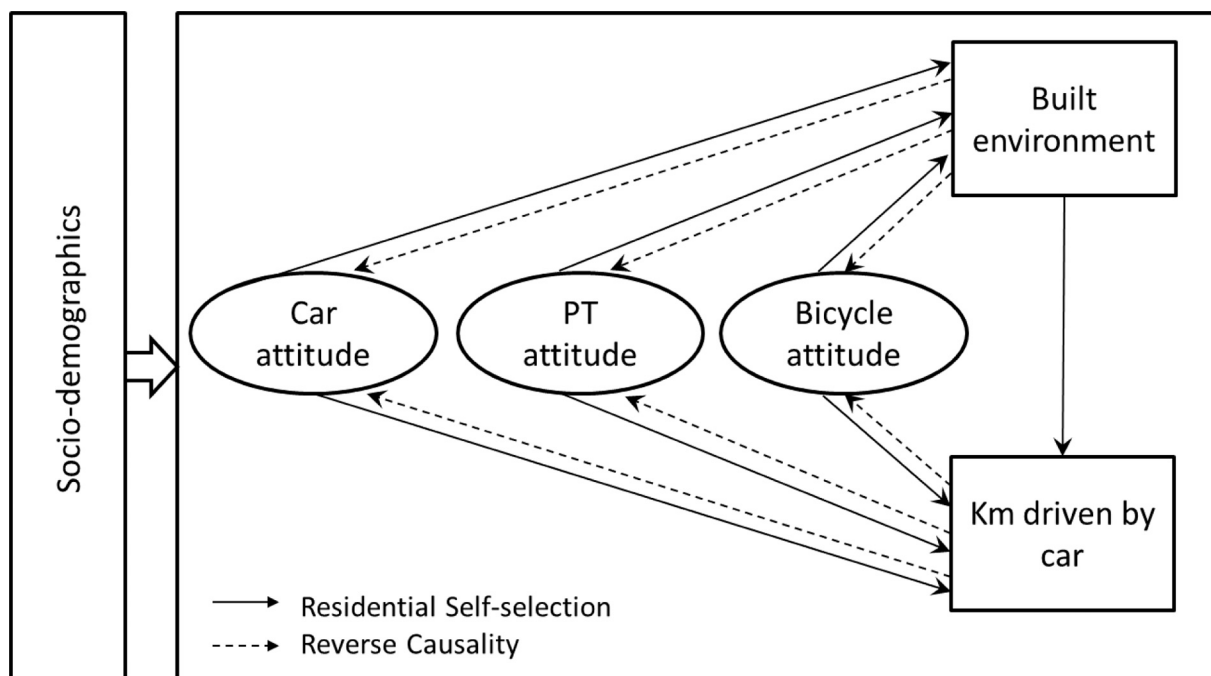 Socio-demographics
Built
environment
Car
attitude
PT
attitude
Bicycle
attitude
Km driven by
car
Residential Self-selection
Reverse Causality